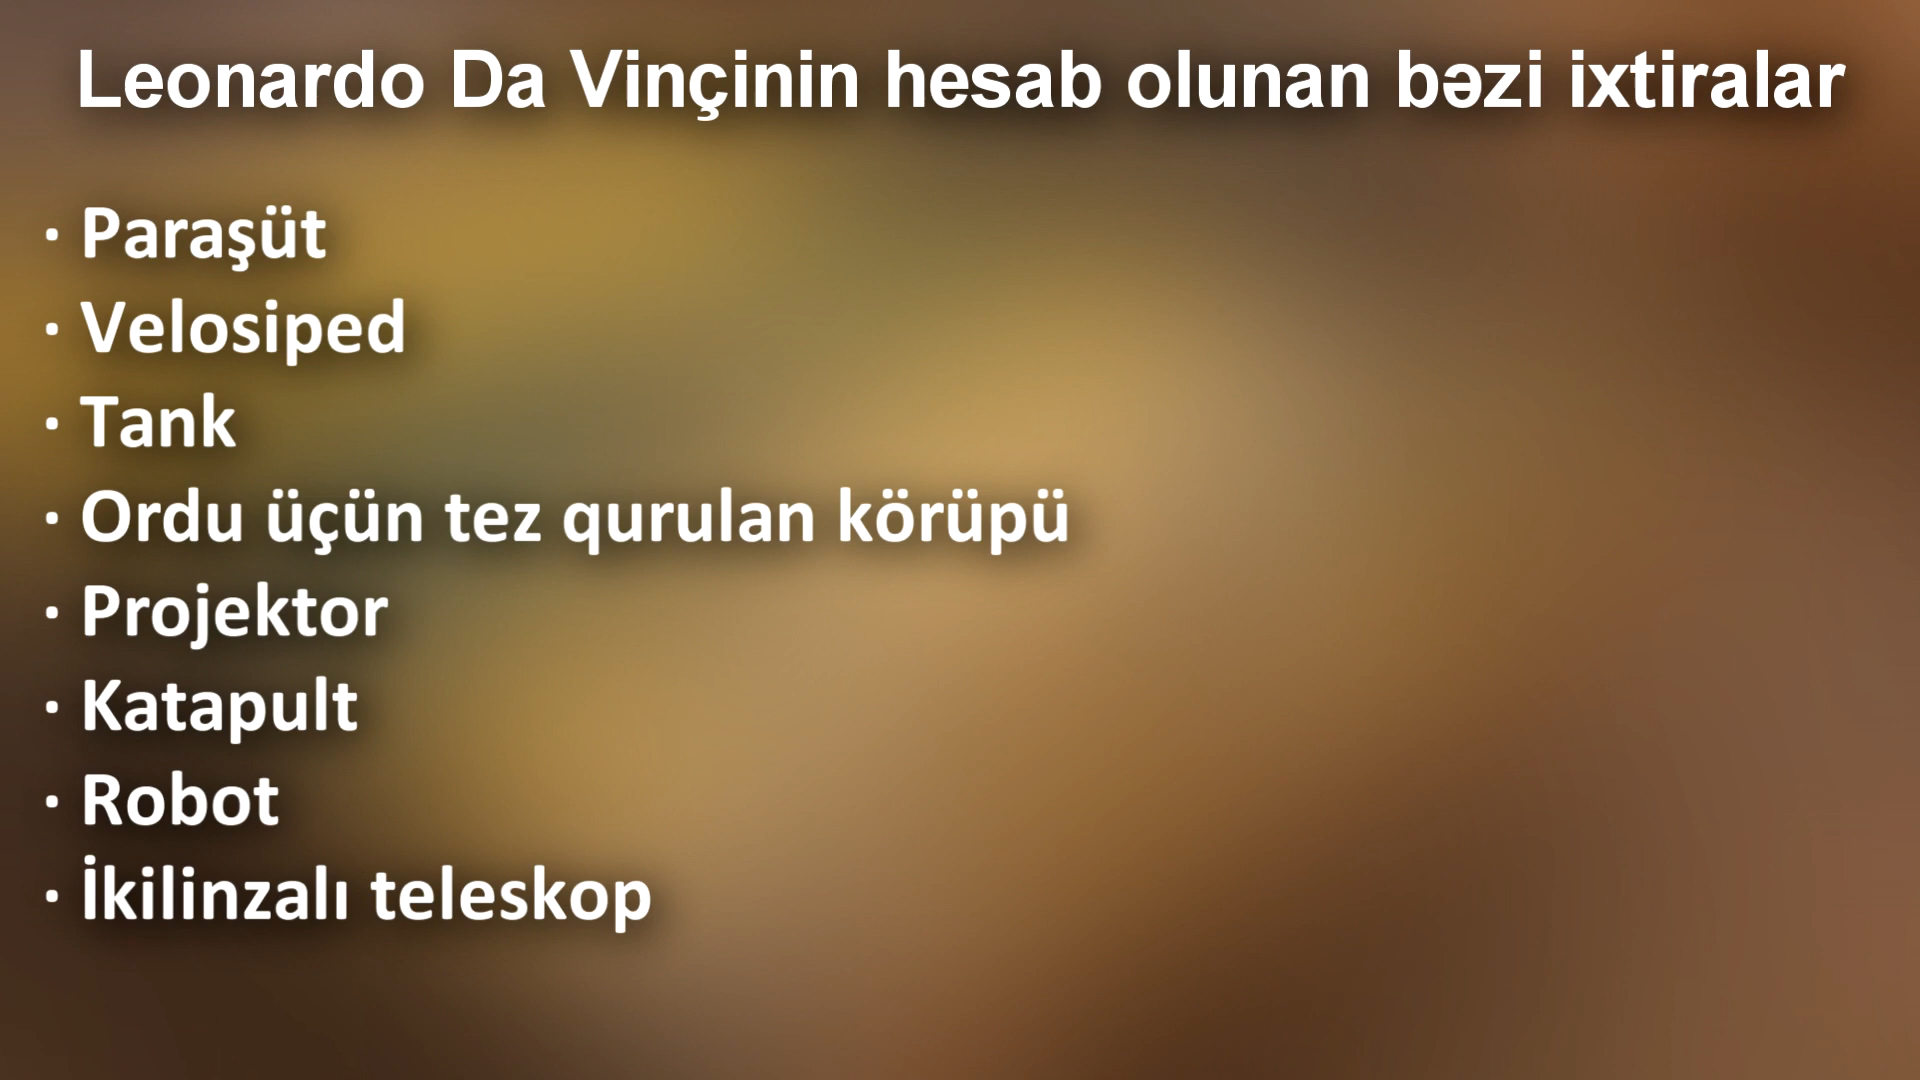 Leonardo Da Vinçinin hesab olunan bəzi ixtiralar
· Paraşüt
· Velosiped
· Tank
· Ordu üçün tez qurulan körüpü
· Projektor
· Katapult
· Robot
· İkilinzalı teleskop